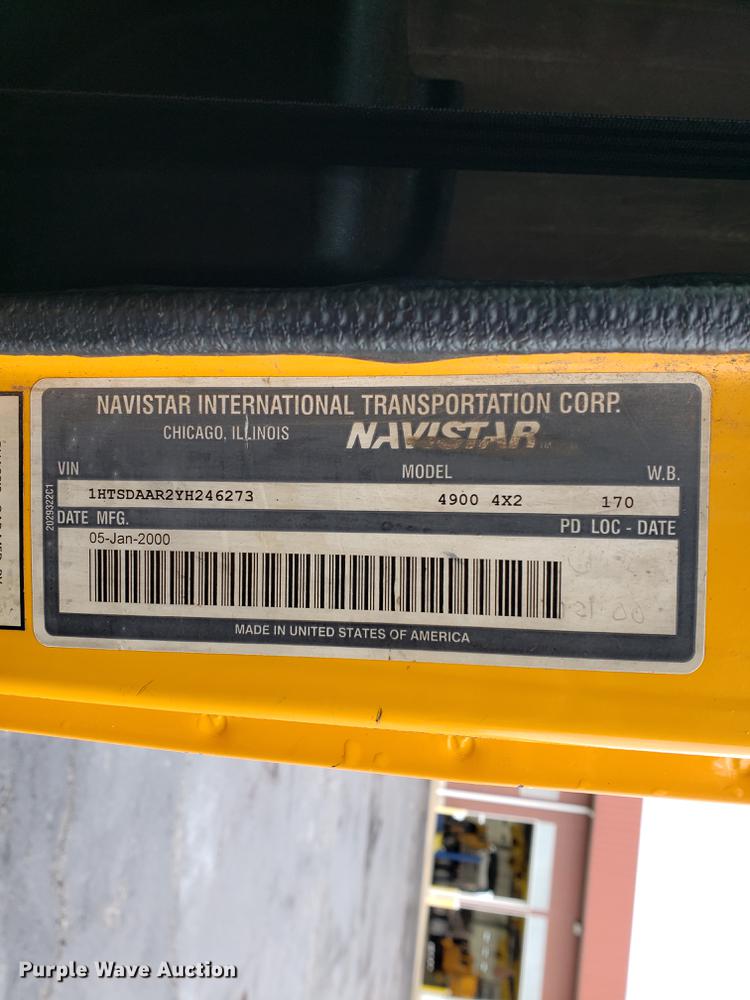 NAVISTAR INTERNATIONAL TRANSPORTATION CORP.
CHICAGO, ILLINOIS NAVISTAR
VIN MODEL W.B.
1HTSDAAR2YH246273 4900 4X2 170
DATE MFG. PD LOC - DATE
05-Jan-2000
MADE IN UNITED STATES OF AMERICA
2029322C1
Purple Wave Auction